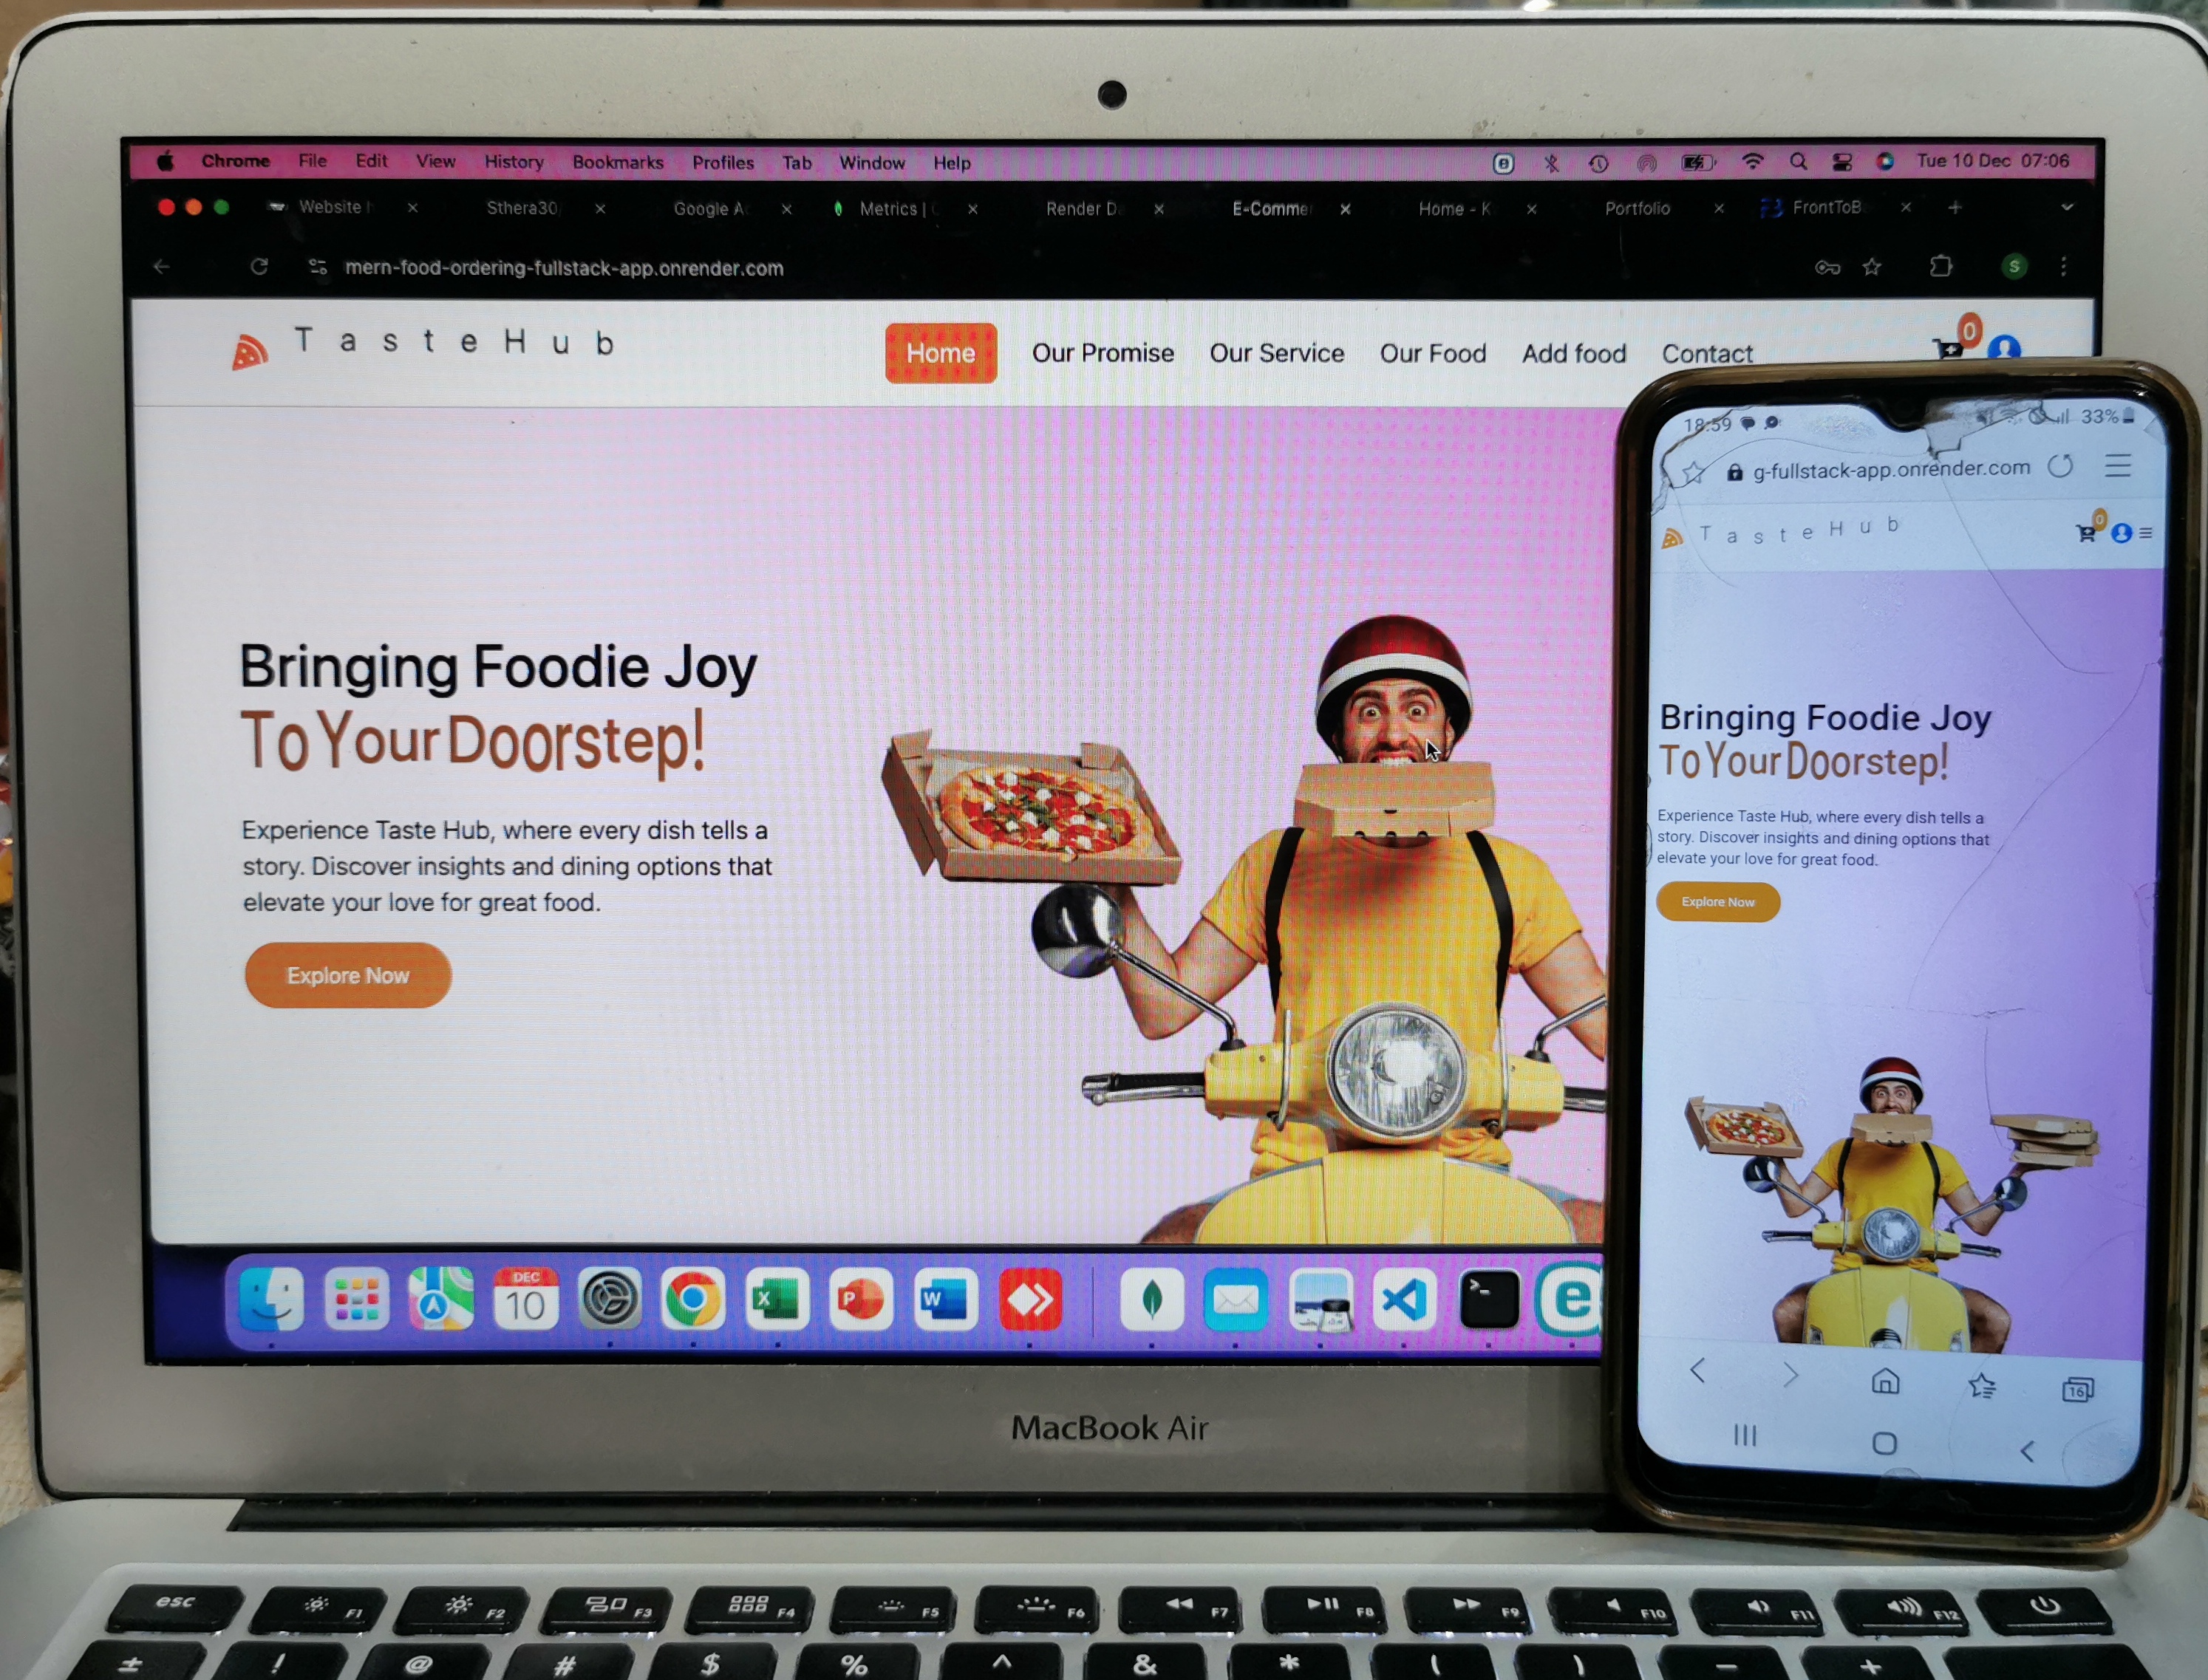 Chrome File Edit View History Bookmarks Profiles Tab Window Help Tue 10 Dec 07:06
Website Sthera30 Google A Metrics | Render D E-Comme Home - K Portfolio FrontToB
mern-food-ordering-fullstack-app.onrender.com S
TasteHub Home Our Promise Our Service Our Food Add food Contact 0
Bringing Foodie Joy
To Your Doorstep!
Experience Taste Hub, where every dish tells a
story. Discover insights and dining options that
elevate your love for great food.
Explore Now
DEC
10 X P W >_ e
MacBook Air
18:59 33%
g-fullstack-app.onrender.com
TasteHub 0
Bringing Foodie Joy
To Your Doorstep!
Experience Taste Hub, where every dish tells a
story. Discover insights and dining options that
elevate your love for great food.
Explore Now
16
esc F1 F2 F3 F4 F5 F6 F7 F8 F9 F10 F11 F12
± ! @ # $ % ^ & * ( ) _ +